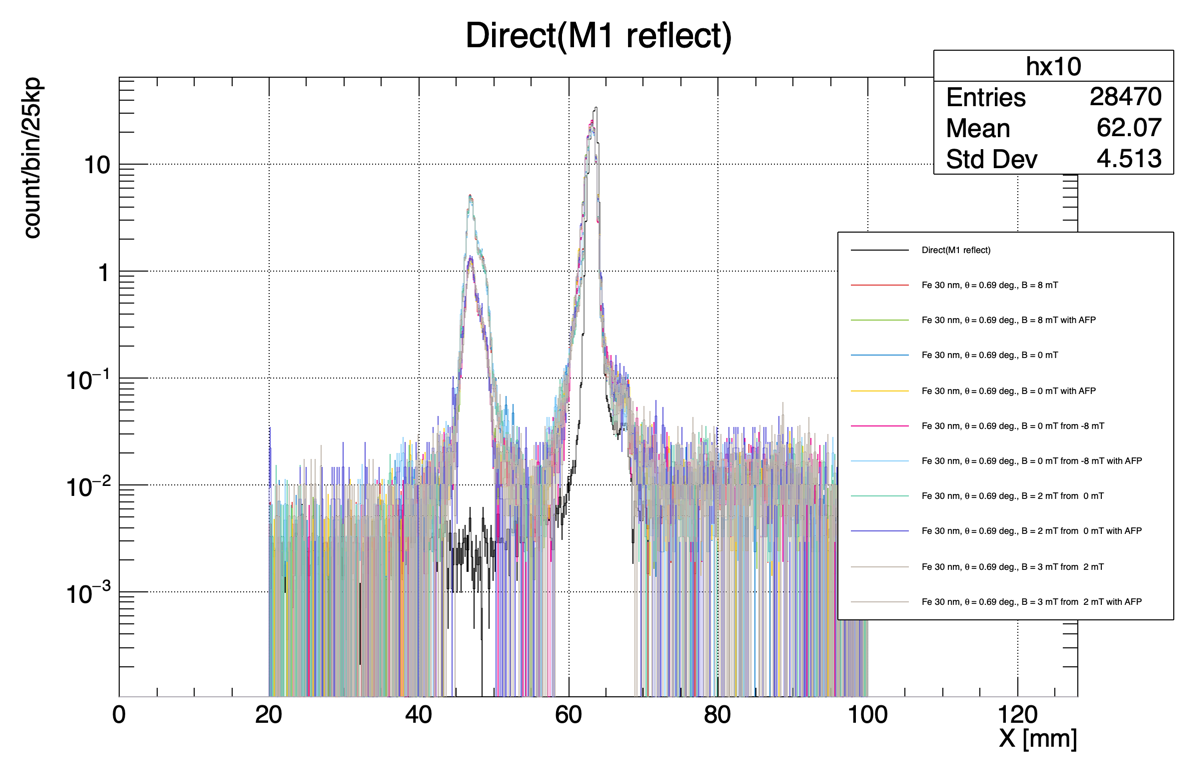 Direct(M1 reflect)
hx10
Entries 28470
Mean 62.07
Std Dev 4.513
count/bin/25kp
10
1
10−1
10−2
10−3
Direct(M1 reflect)
Fe 30 nm, θ = 0.69 deg., B = 8 mT
Fe 30 nm, θ = 0.69 deg., B = 8 mT with AFP
Fe 30 nm, θ = 0.69 deg., B = 0 mT
Fe 30 nm, θ = 0.69 deg., B = 0 mT with AFP
Fe 30 nm, θ = 0.69 deg., B = 0 mT from -8 mT
Fe 30 nm, θ = 0.69 deg., B = 0 mT from -8 mT with AFP
Fe 30 nm, θ = 0.69 deg., B = 2 mT from 0 mT
Fe 30 nm, θ = 0.69 deg., B = 2 mT from 0 mT with AFP
Fe 30 nm, θ = 0.69 deg., B = 3 mT from 2 mT
Fe 30 nm, θ = 0.69 deg., B = 3 mT from 2 mT with AFP
0 20 40 60 80 100 120
X [mm]